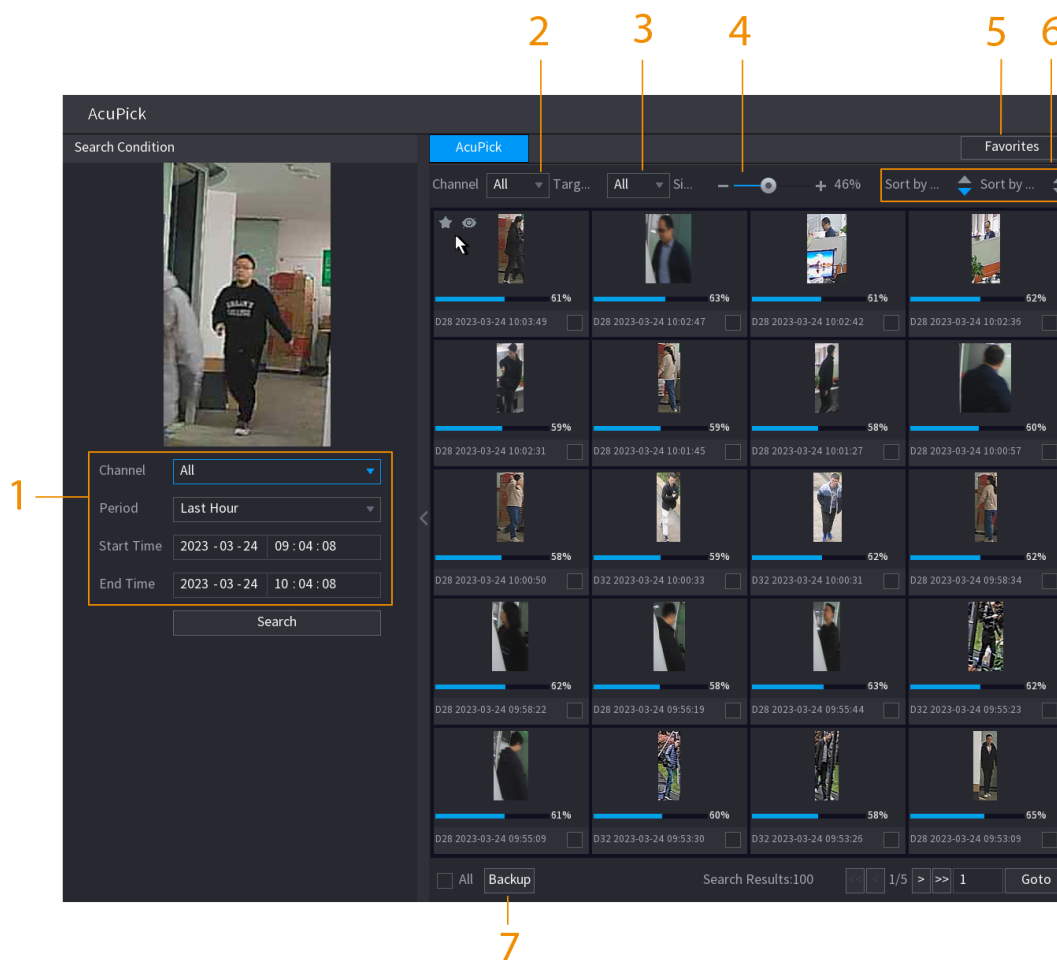 2 3 4 5 6
AcuPick
Search Condition
AcuPick
Favorites
Channel All Targ... All Si... 46% Sort by ... Sort by ...
61% 63% 61% 62%
D28 2023-03-24 10:03:49 D28 2023-03-24 10:02:47 D28 2023-03-24 10:02:42 D28 2023-03-24 10:02:36
59% 59% 58% 60%
D28 2023-03-24 10:02:31 D28 2023-03-24 10:01:45 D28 2023-03-24 10:01:27 D28 2023-03-24 10:00:57
1
Channel All
Period Last Hour
Start Time 2023 -03 -24 09 : 04 : 08
End Time 2023 -03 -24 10 : 04 : 08
Search
58% 59% 62% 62%
D28 2023-03-24 10:00:50 D32 2023-03-24 10:00:33 D32 2023-03-24 10:00:31 D28 2023-03-24 09:58:34
62% 58% 63% 62%
D28 2023-03-24 09:58:22 D28 2023-03-24 09:56:19 D28 2023-03-24 09:55:44 D32 2023-03-24 09:55:23
61% 60% 58% 65%
D28 2023-03-24 09:55:09 D32 2023-03-24 09:53:30 D32 2023-03-24 09:53:26 D28 2023-03-24 09:53:09
All Backup Search Results:100 << < 1/5 > >> 1 Goto
7